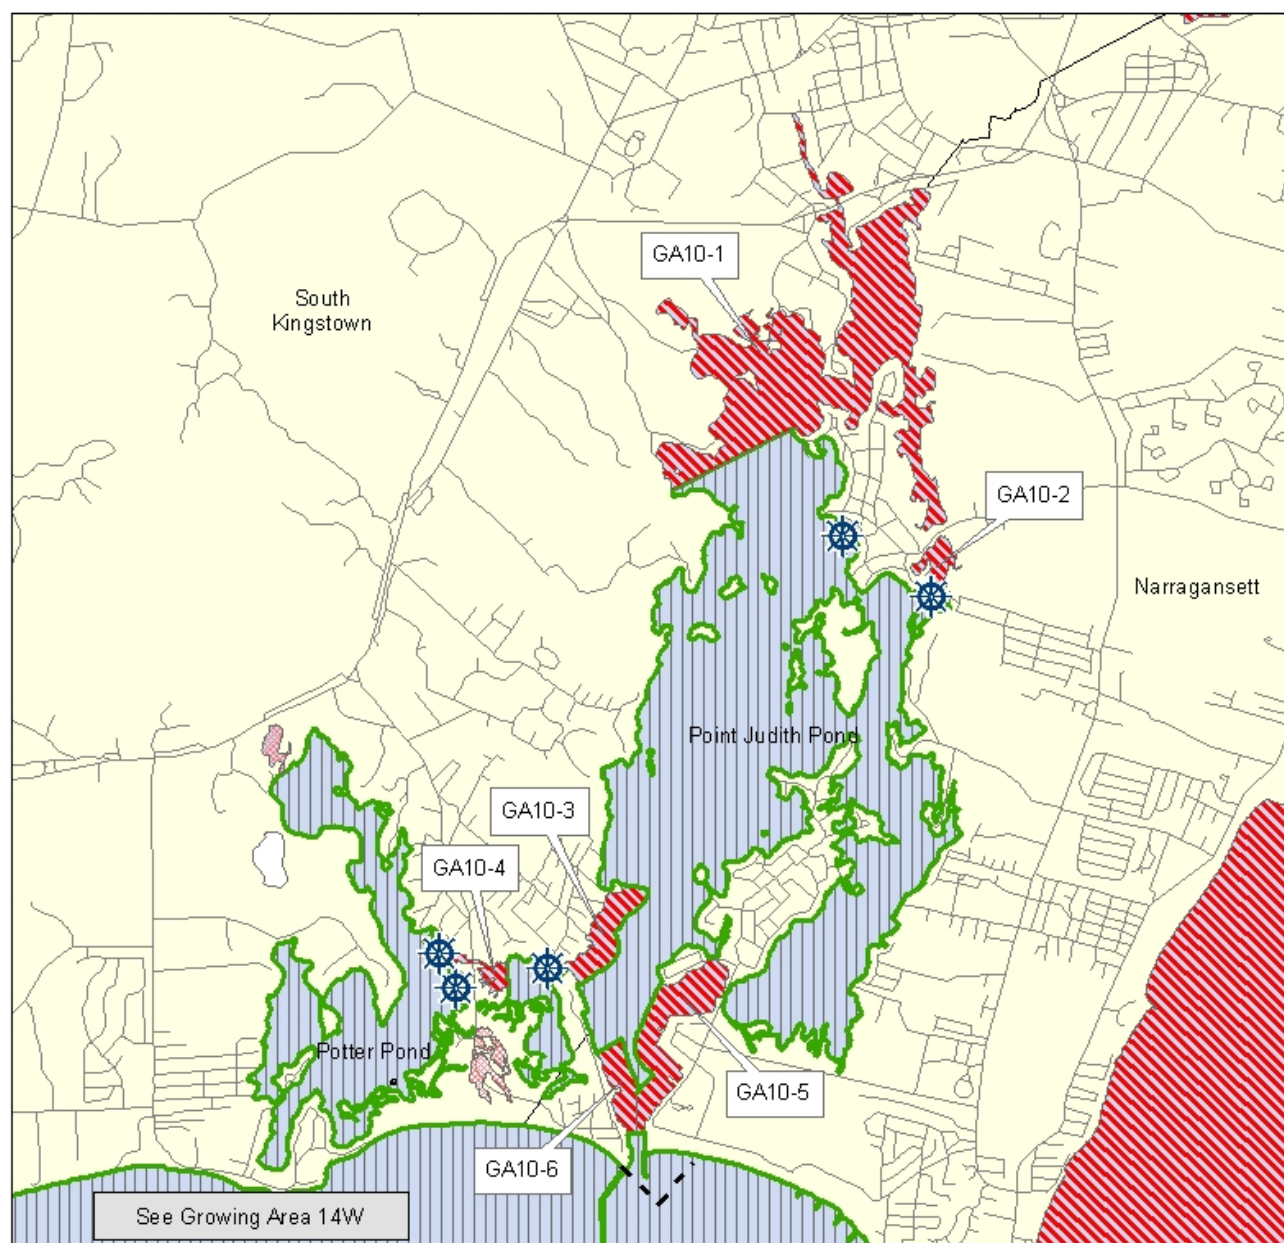 GA10-1
South
Kingstown
GA10-2
Narragansett
Point Judith Pond
GA10-3
GA10-4
Potter Pond
GA10-5
GA10-6
See Growing Area 14W